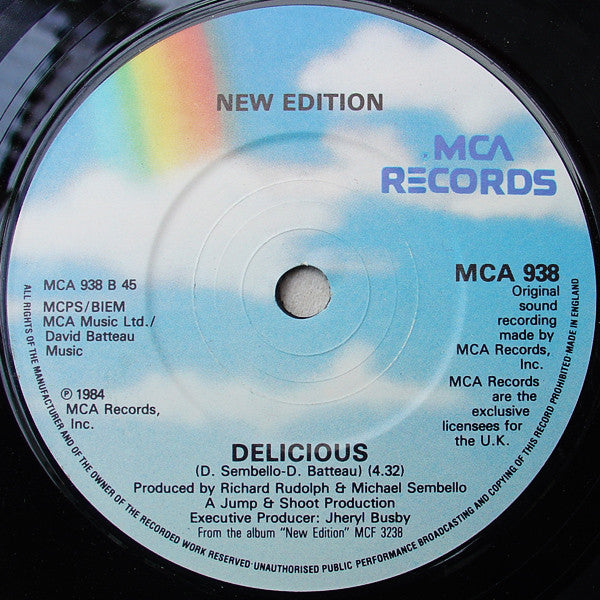 NEW EDITION
MCA
RECORDS
MCA 938 B 45
MCPS/BIEM
MCA Music Ltd./
David Batteau
Music
℗ 1984
MCA Records,
Inc.
MCA 938
Original
sound
recording
made by
MCA Records,
Inc.
MCA Records
are the
exclusive
licensees for
the U.K.
DELICIOUS
(D. Sembello-D. Batteau) (4.32)
Produced by Richard Rudolph & Michael Sembello
A Jump & Shoot Production
Executive Producer: Jheryl Busby
From the album "New Edition" MCF 3238
ALL RIGHTS OF THE MANUFACTURER AND OF THE OWNER OF THE RECORDED WORK RESERVED·UNAUTHORISED PUBLIC PERFORMANCE BROADCASTING AND COPYING OF THIS RECORD PROHIBITED·MADE IN ENGLAND